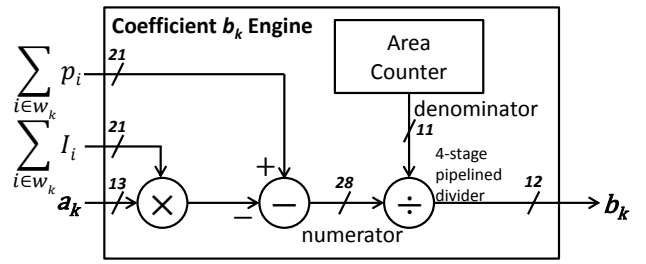 Coefficient b_k Engine
Area
Counter
21
∑ p_i
i∈w_k
denominator
11
21
∑ I_i
i∈w_k
4-stage
pipelined
divider
+
13
28
12
a_k
×
−
−
÷
b_k
numerator